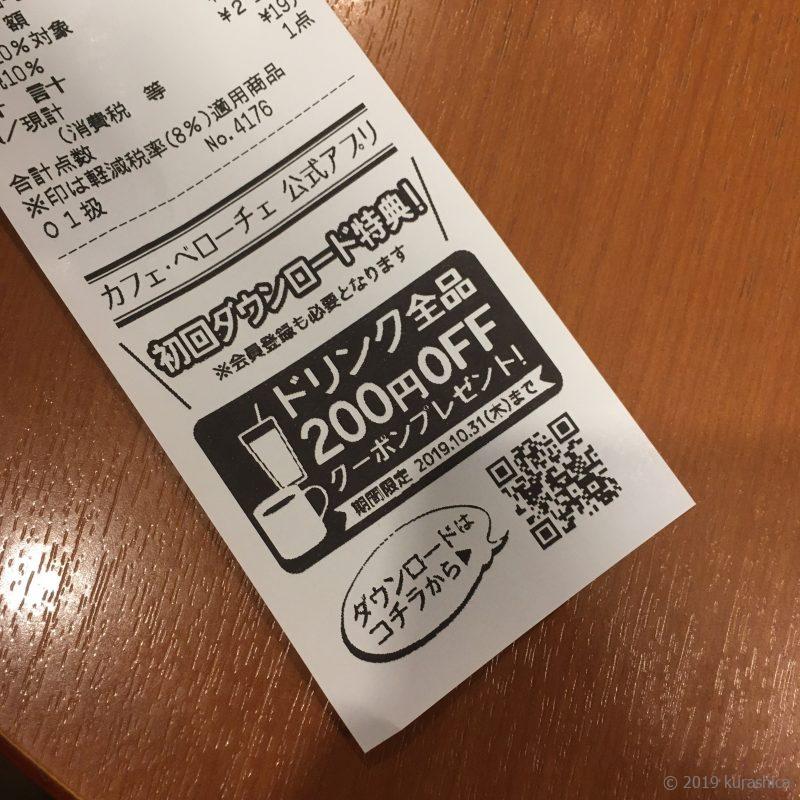 額
対象
10%
/現計
(消費税 等
合計点数 1点
※印は軽減税率(8%)適用商品
01扱 No.4176
カフェ・ベローチェ 公式アプリ
初回ダウンロード特典!
※会員登録も必要となります
ドリンク全品
200円OFF
クーポンプレゼント!
期間限定 2019.10.31(木)まで
ダウンロードは
コチラから▶
© 2019 kurashica